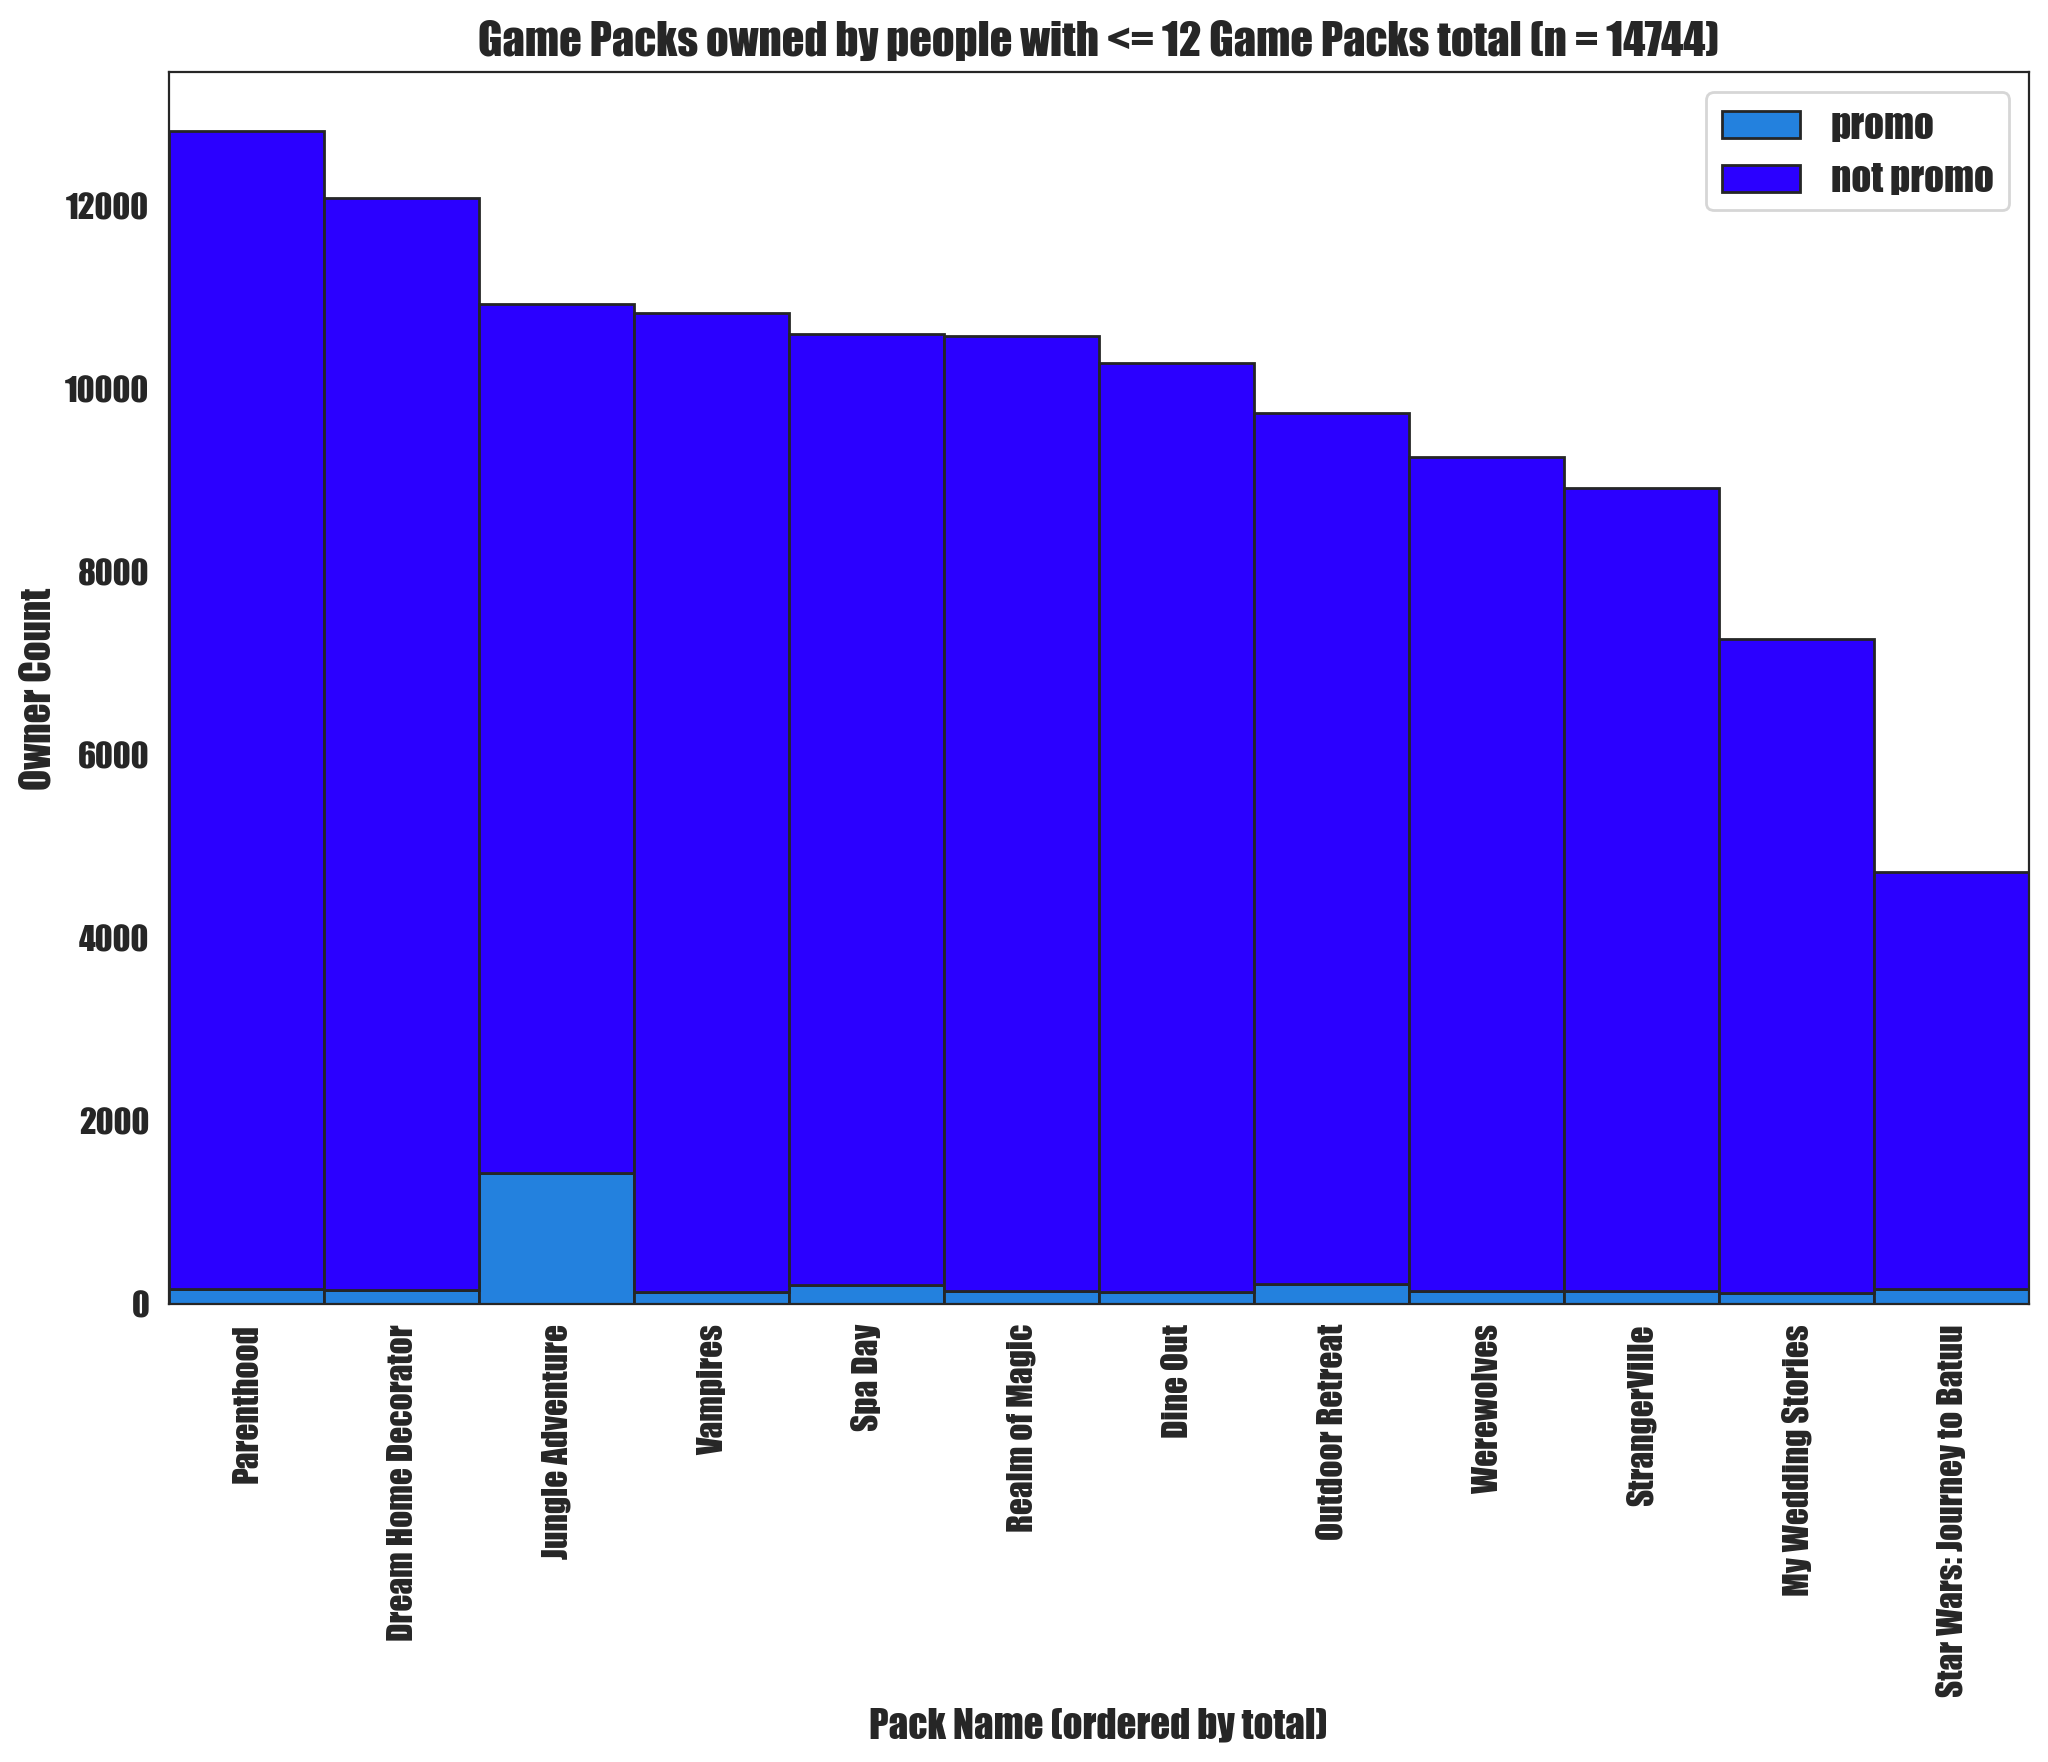 Game Packs owned by people with <= 12 Game Packs total (n = 14744)
promo
not promo
Owner Count
12000
10000
8000
6000
4000
2000
0
Parenthood
Dream Home Decorator
Jungle Adventure
Vampires
Spa Day
Realm of Magic
Dine Out
Outdoor Retreat
Werewolves
StrangerVille
My Wedding Stories
Star Wars: Journey to Batuu
Pack Name (ordered by total)